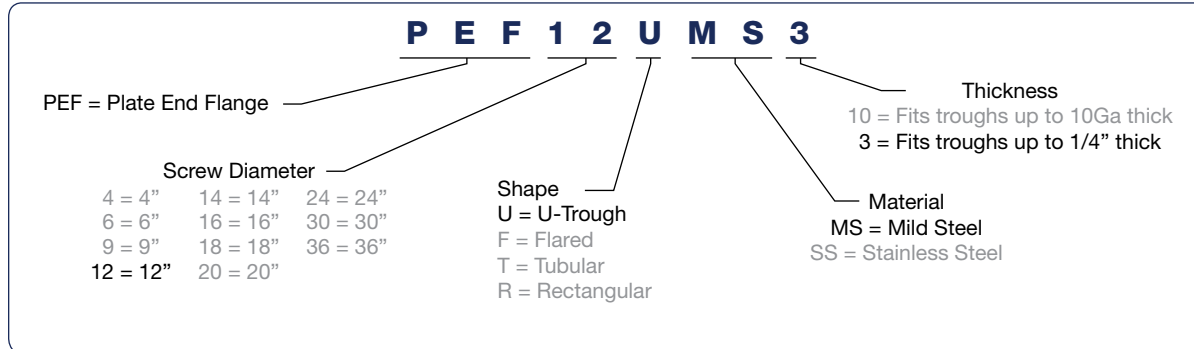 P E F 1 2 U M S 3
PEF = Plate End Flange
Thickness
10 = Fits troughs up to 10Ga thick
3 = Fits troughs up to 1/4” thick
Screw Diameter
4 = 4” 14 = 14” 24 = 24”
6 = 6” 16 = 16” 30 = 30”
9 = 9” 18 = 18” 36 = 36”
12 = 12” 20 = 20”
Shape
U = U-Trough
F = Flared
T = Tubular
R = Rectangular
Material
MS = Mild Steel
SS = Stainless Steel